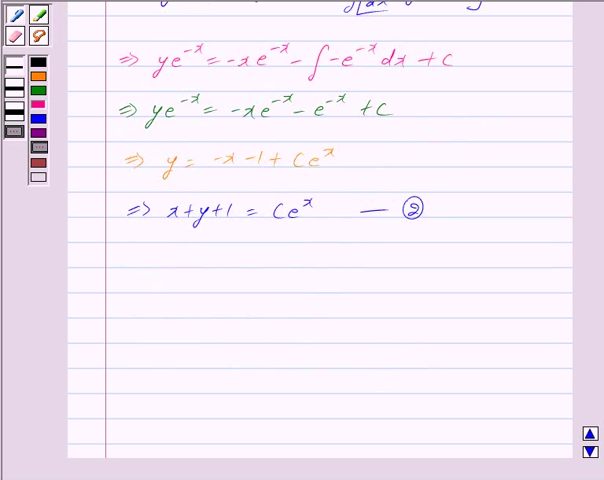 ⇒ ye^{-x} = -xe^{-x} - ∫ -e^{-x} dx + C
⇒ ye^{-x} = -xe^{-x} - e^{-x} + C
⇒ y = -x - 1 + Ce^{x}
⇒ x + y + 1 = Ce^{x} — ②